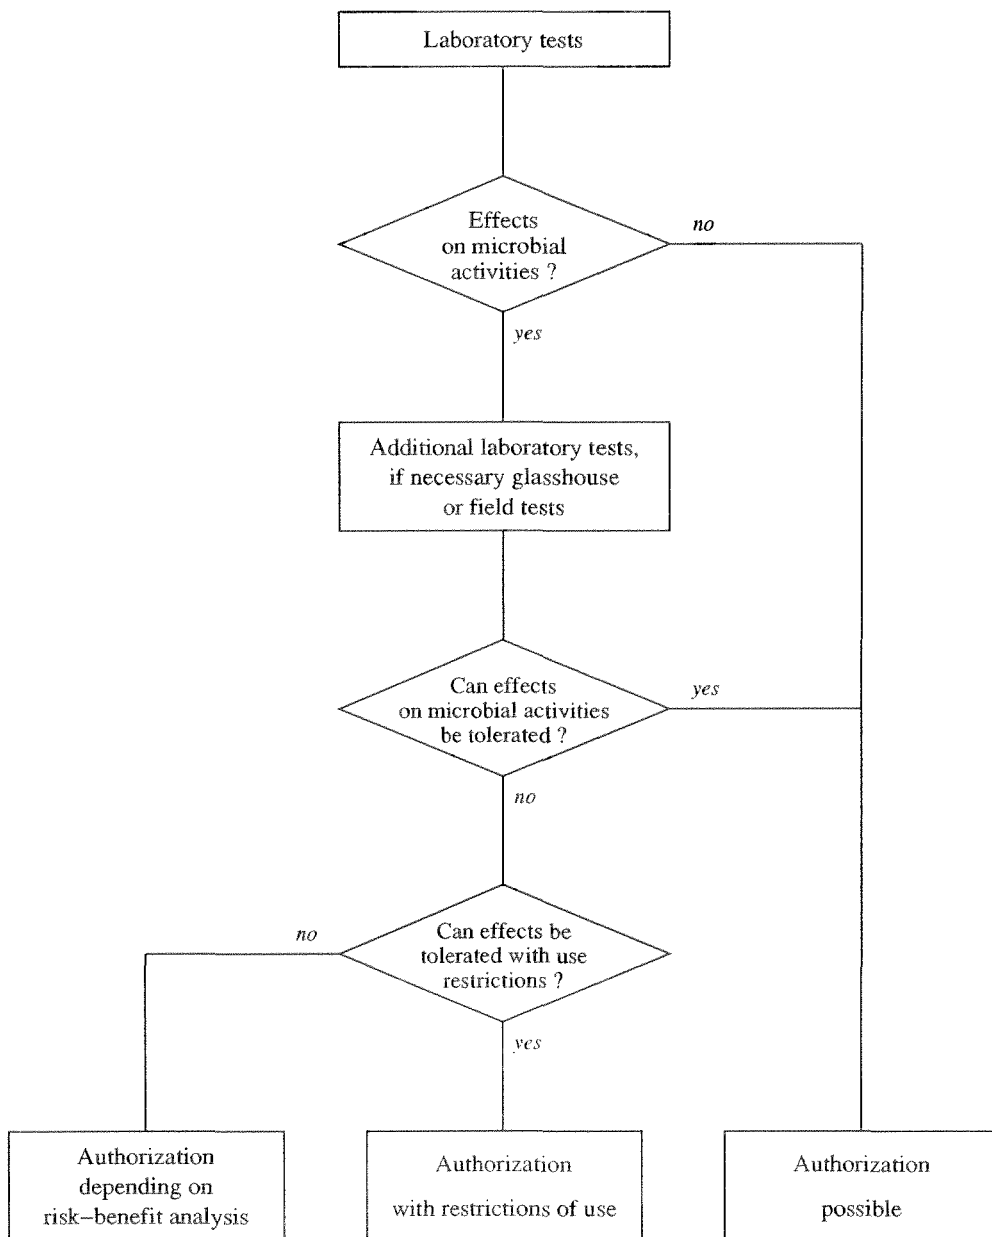 Laboratory tests
Effects
on microbial
activities ?
no
yes
Additional laboratory tests,
if necessary glasshouse
or field tests
Can effects
on microbial activities
be tolerated ?
yes
no
Can effects be
tolerated with use
restrictions ?
no
yes
Authorization
depending on
risk–benefit analysis
Authorization
with restrictions of use
Authorization
possible